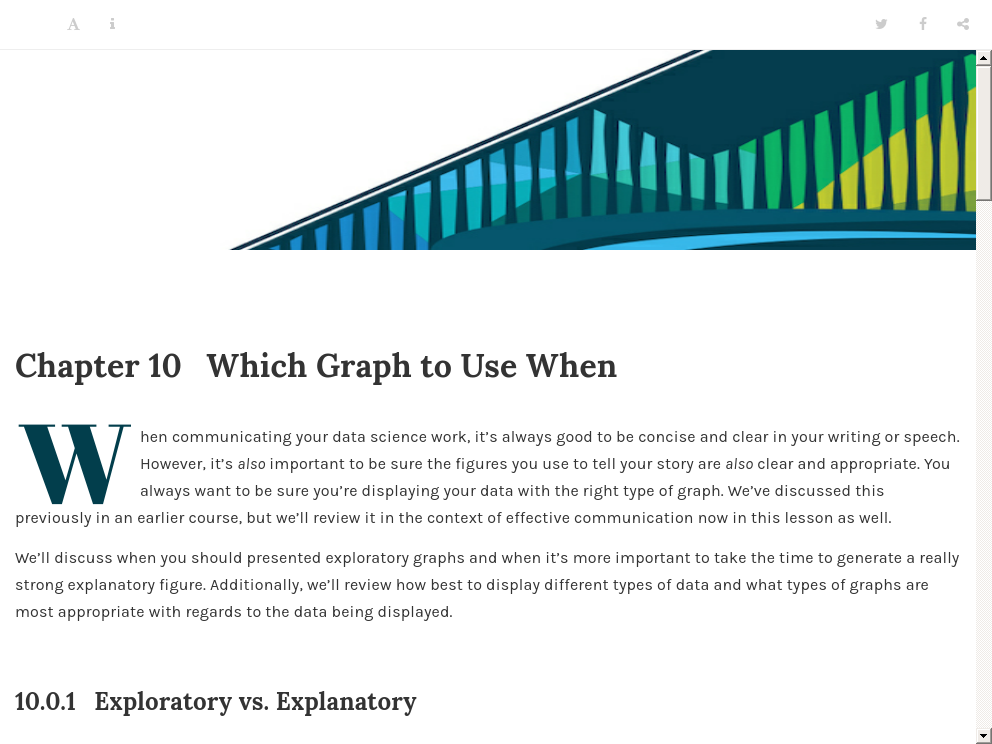 A i
Chapter 10 Which Graph to Use When
When communicating your data science work, it’s always good to be concise and clear in your writing or speech.
However, it’s also important to be sure the figures you use to tell your story are also clear and appropriate. You
always want to be sure you’re displaying your data with the right type of graph. We’ve discussed this
previously in an earlier course, but we’ll review it in the context of effective communication now in this lesson as well.
We’ll discuss when you should presented exploratory graphs and when it’s more important to take the time to generate a really
strong explanatory figure. Additionally, we’ll review how best to display different types of data and what types of graphs are
most appropriate with regards to the data being displayed.
10.0.1 Exploratory vs. Explanatory